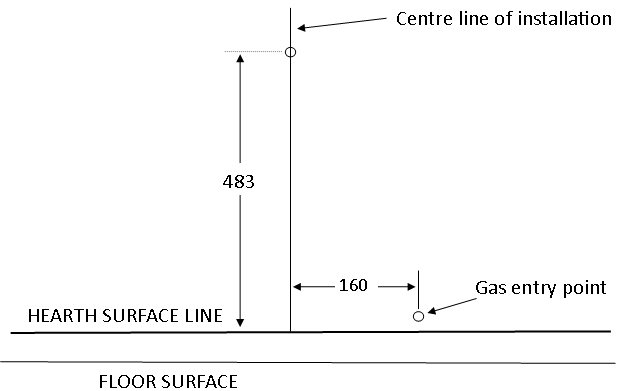 Centre line of installation
483
160
Gas entry point
HEARTH SURFACE LINE
FLOOR SURFACE